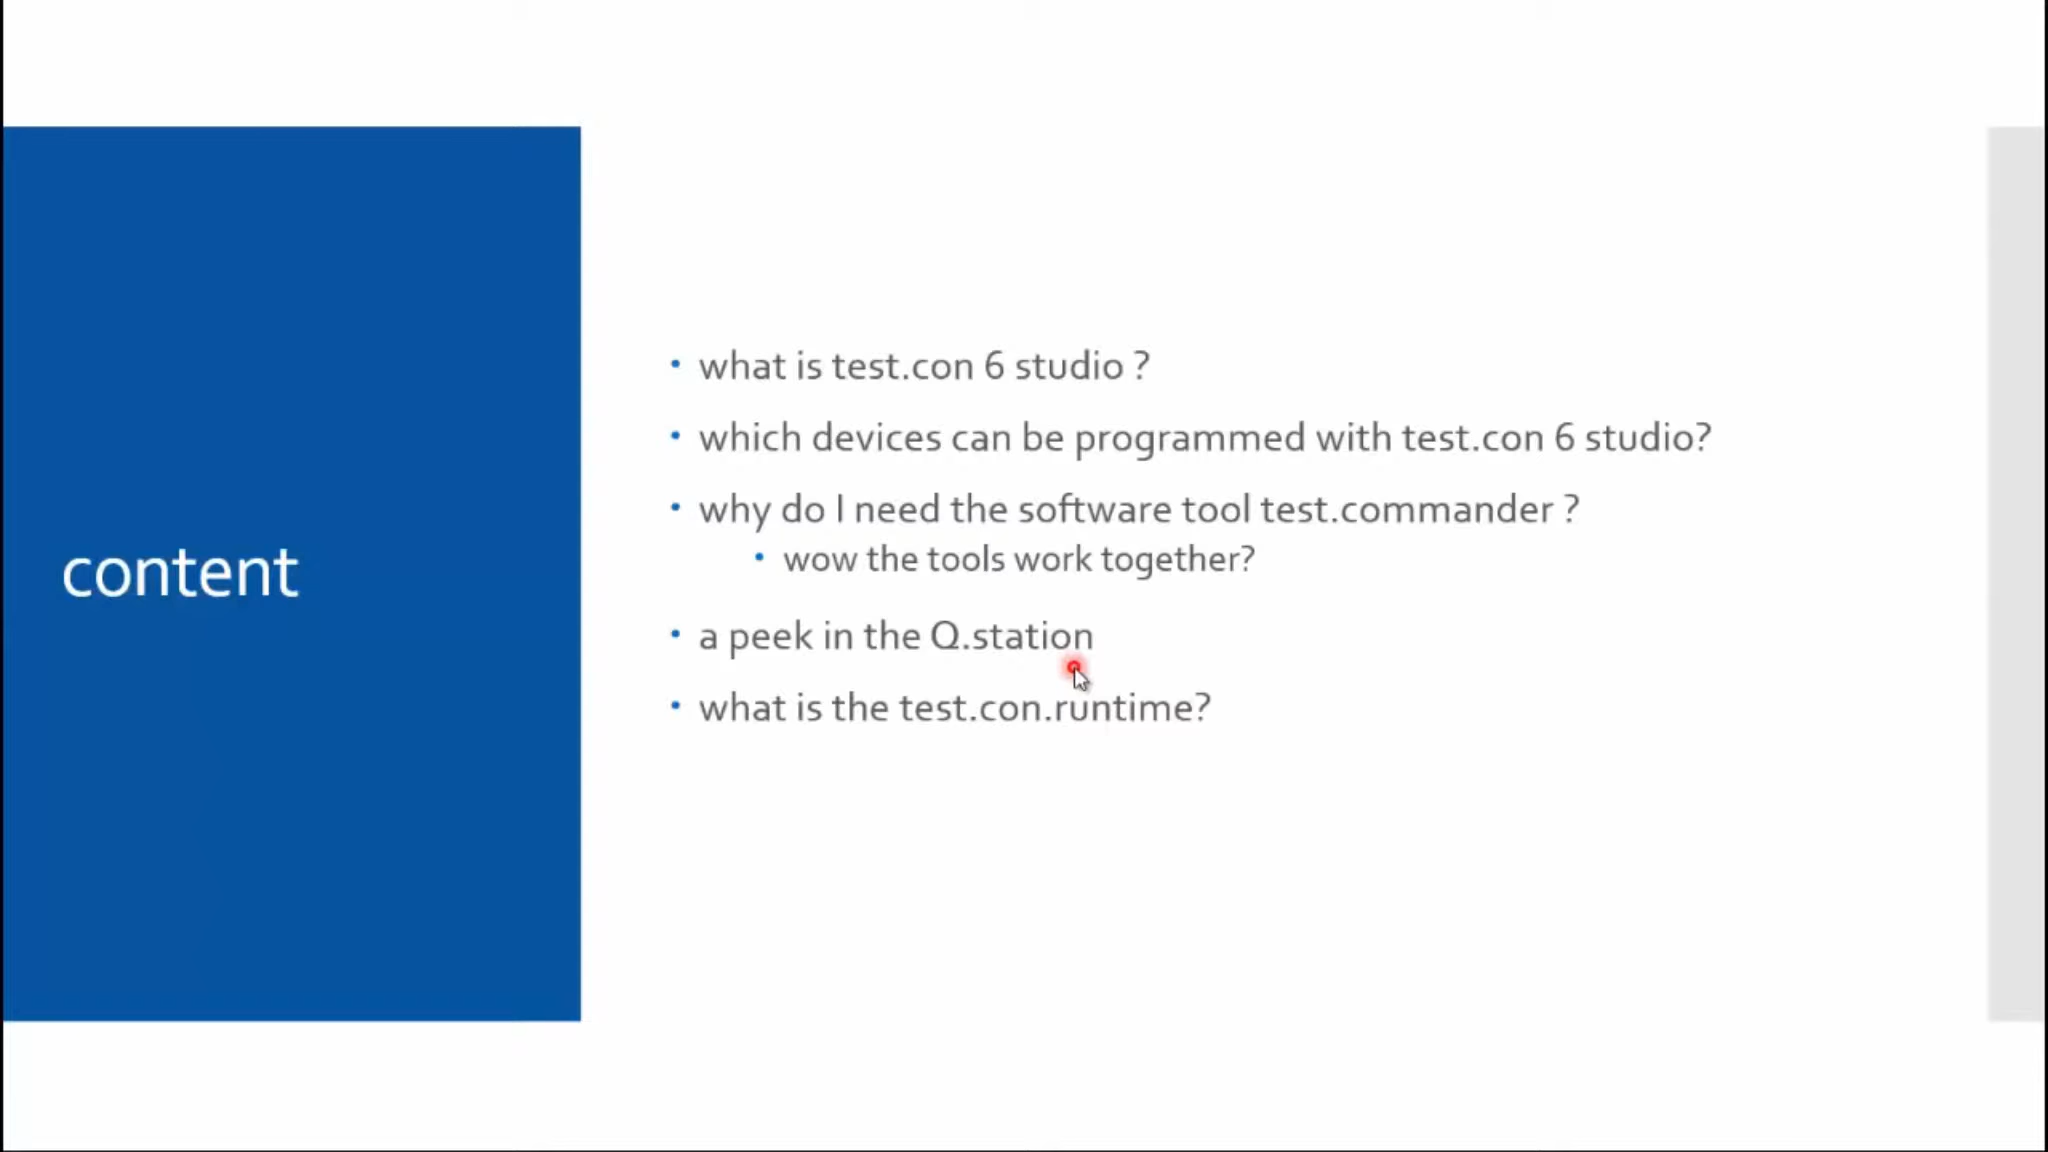 content
• what is test.con 6 studio ?
• which devices can be programmed with test.con 6 studio?
• why do I need the software tool test.commander ?
• wow the tools work together?
• a peek in the Q.station
• what is the test.con.runtime?